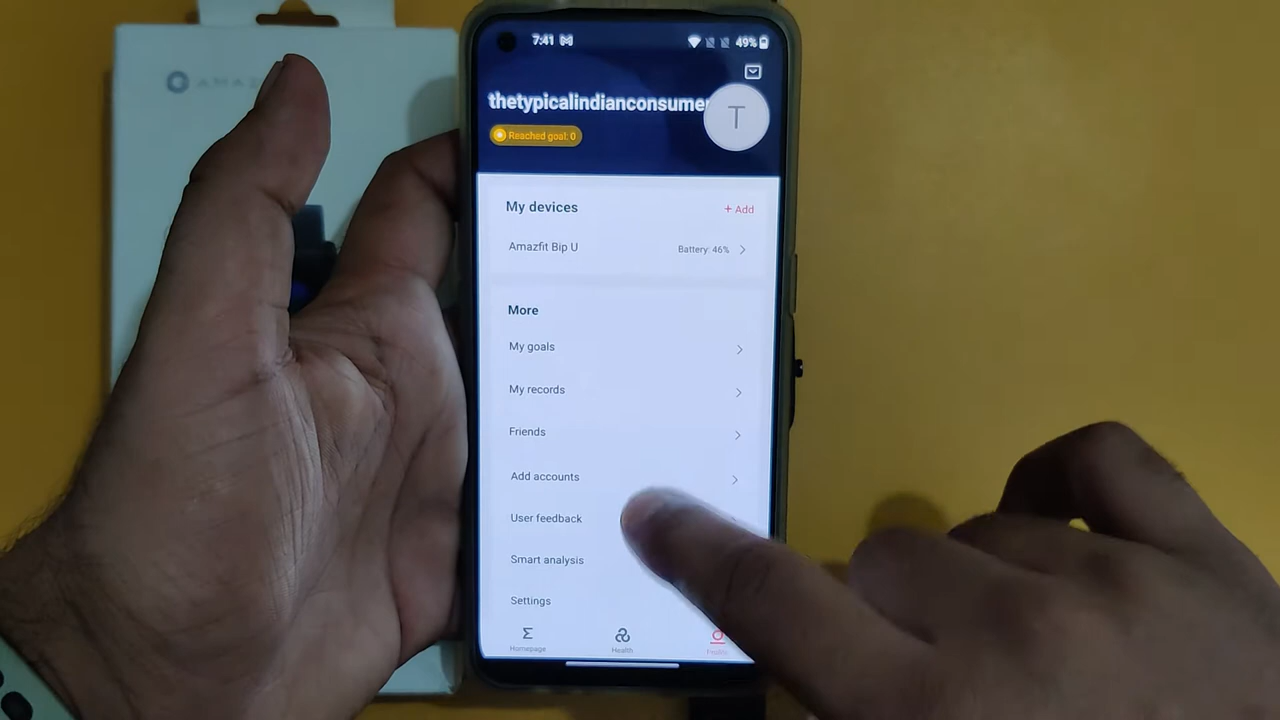 7:41
49%
thetypicalindianconsume
Reached goal: 0
My devices
+ Add
Amazfit Bip U
Battery: 46%
More
My goals
My records
Friends
Add accounts
User feedback
Smart analysis
Settings
Homepage
Health